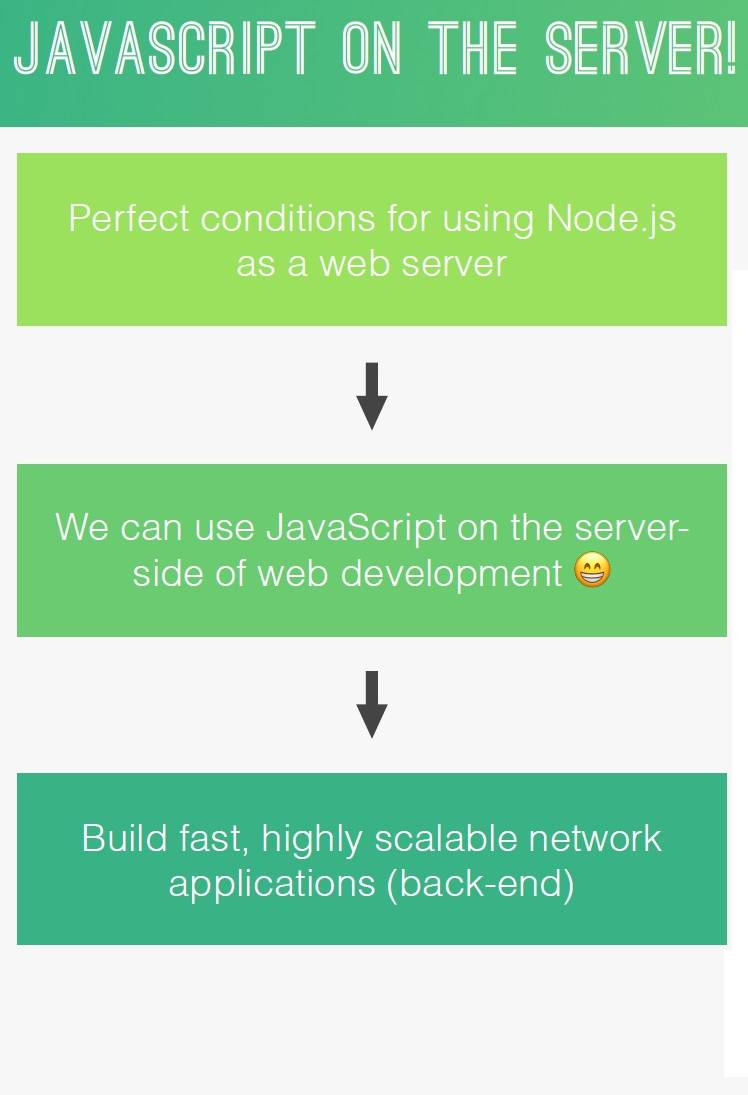 JAVASCRIPT ON THE SERVER!
Perfect conditions for using Node.js
as a web server
We can use JavaScript on the server-
side of web development 😁
Build fast, highly scalable network
applications (back-end)